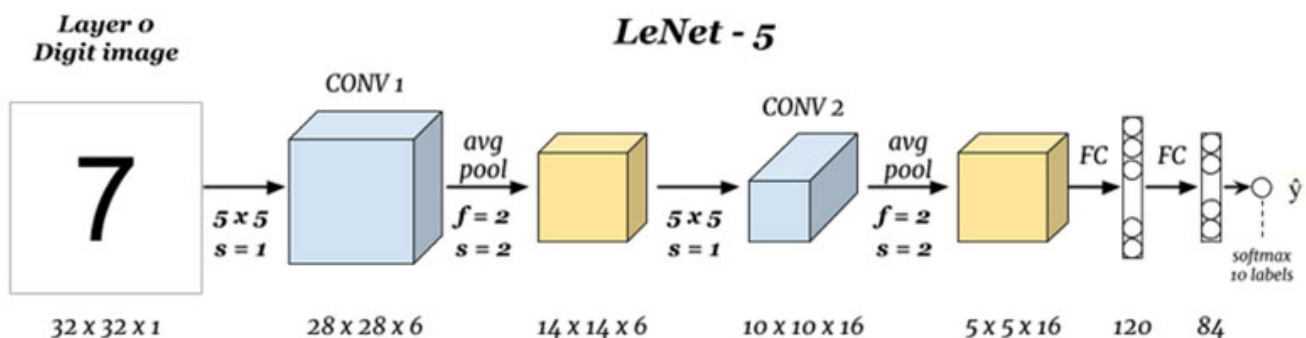 Layer 0
Digit image
LeNet - 5
CONV 1
CONV 2
7
avg
pool
avg
pool
FC
FC
ŷ
5 x 5
s = 1
f = 2
s = 2
5 x 5
s = 1
f = 2
s = 2
softmax
10 labels
32 x 32 x 1
28 x 28 x 6
14 x 14 x 6
10 x 10 x 16
5 x 5 x 16
120
84